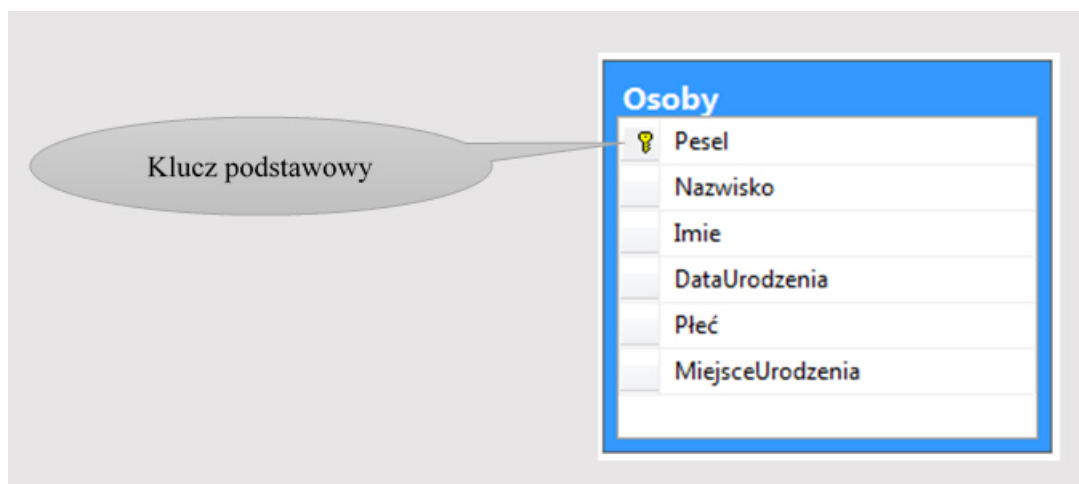 Klucz podstawowy
Osoby
Pesel
Nazwisko
Imie
DataUrodzenia
Płeć
MiejsceUrodzenia